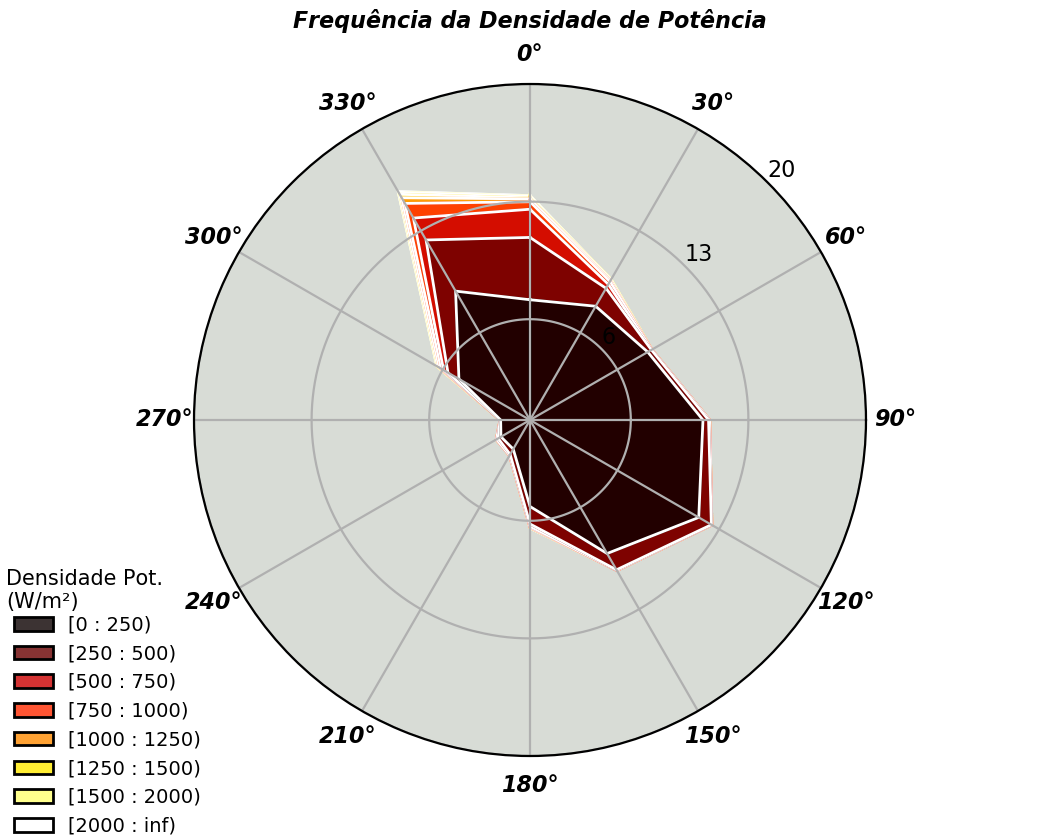 Frequência da Densidade de Potência
0°
330°
30°
20
300°
60°
13
6
270°
90°
240°
120°
210°
150°
180°
Densidade Pot.
(W/m²)
[0 : 250)
[250 : 500)
[500 : 750)
[750 : 1000)
[1000 : 1250)
[1250 : 1500)
[1500 : 2000)
[2000 : inf)